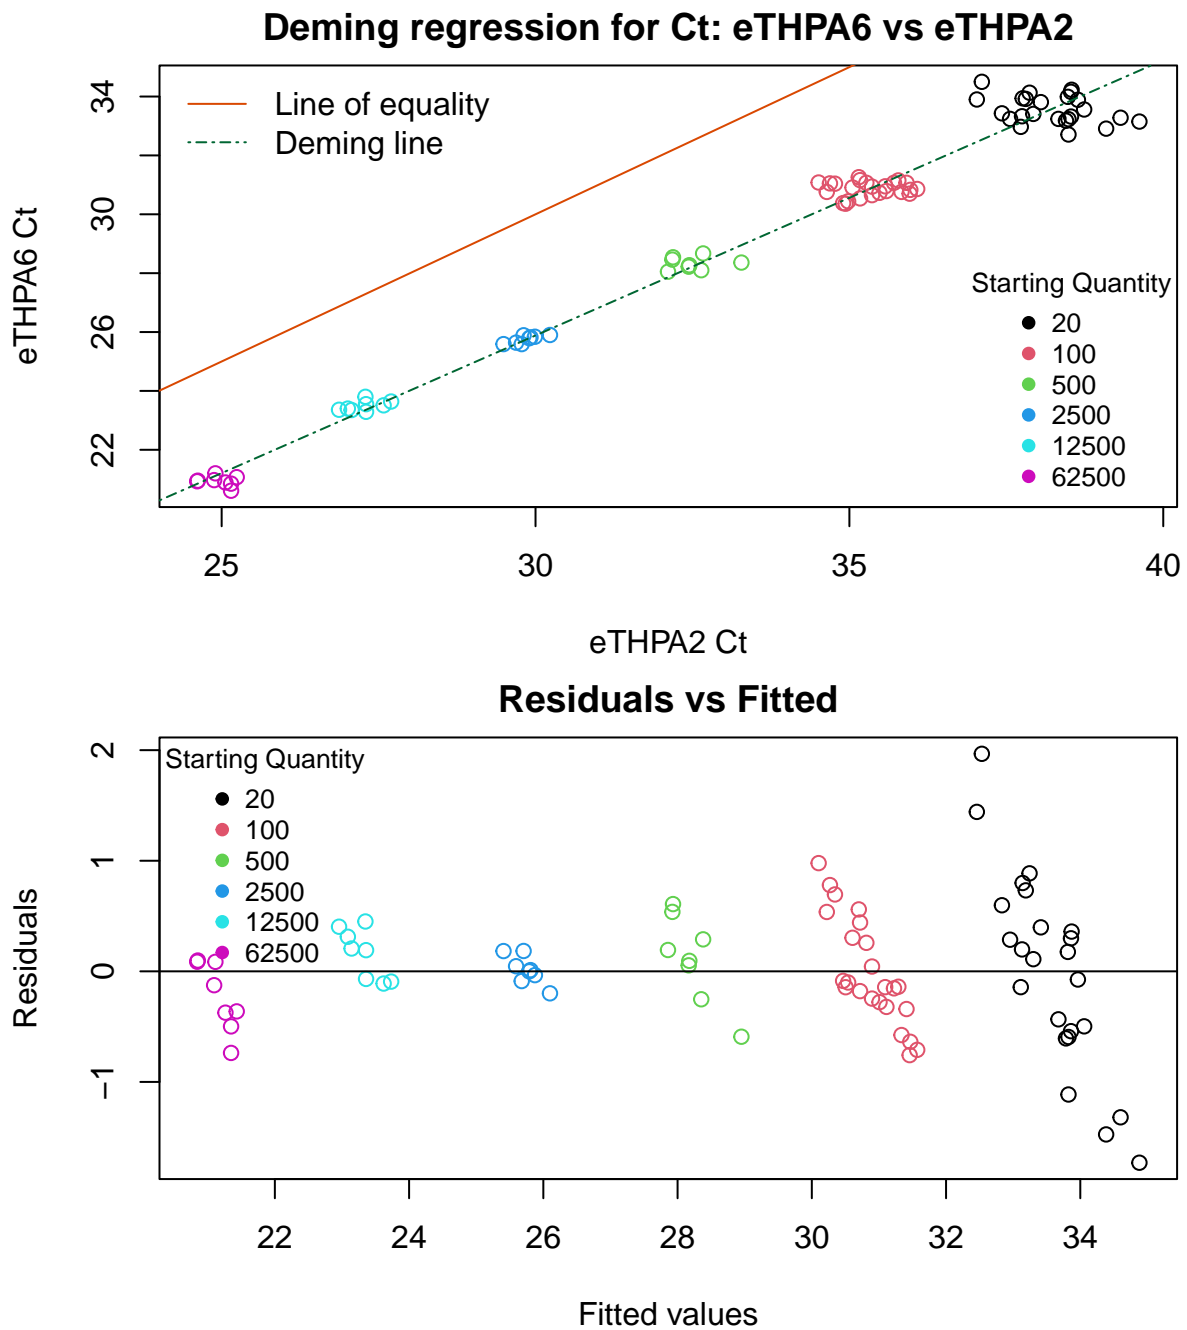 Deming regression for Ct: eTHPA6 vs eTHPA2
Line of equality
Deming line
eTHPA6 Ct
34
30
26
22
Starting Quantity
20
100
500
2500
12500
62500
25 30 35 40
eTHPA2 Ct
Residuals vs Fitted
Residuals
2
1
0
−1
Starting Quantity
20
100
500
2500
12500
62500
22 24 26 28 30 32 34
Fitted values